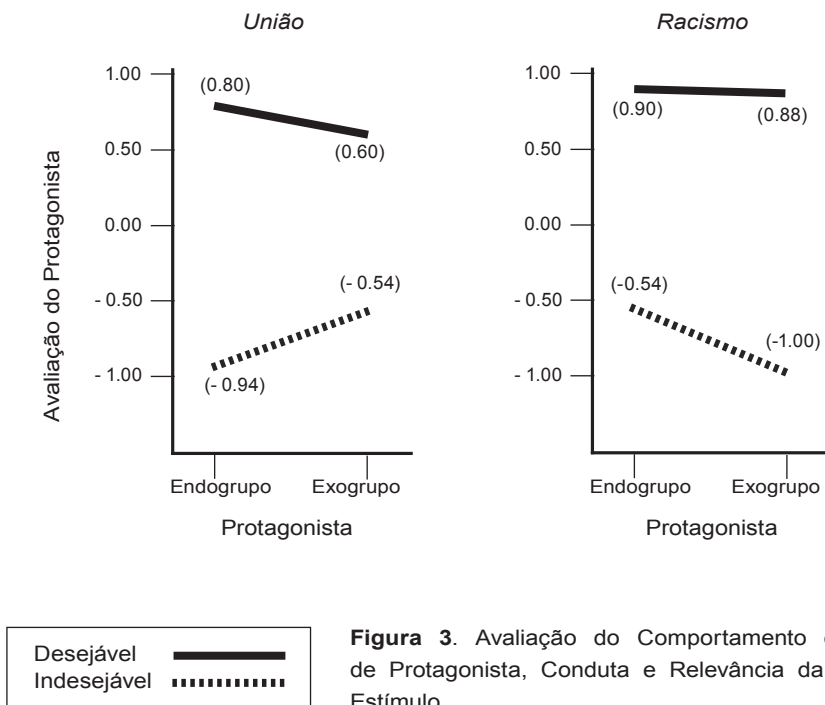 União
Racismo
Avaliação do Protagonista
1.00
0.50
0.00
- 0.50
- 1.00
(0.80)
(0.60)
(- 0.54)
(- 0.94)
Endogrupo Exogrupo
Protagonista
1.00
0.50
0.00
- 0.50
- 1.00
(0.90)
(0.88)
(-0.54)
(-1.00)
Endogrupo Exogrupo
Protagonista
Desejável
Indesejável
Figura 3. Avaliação do Comportamento
de Protagonista, Conduta e Relevância da
Estímulo